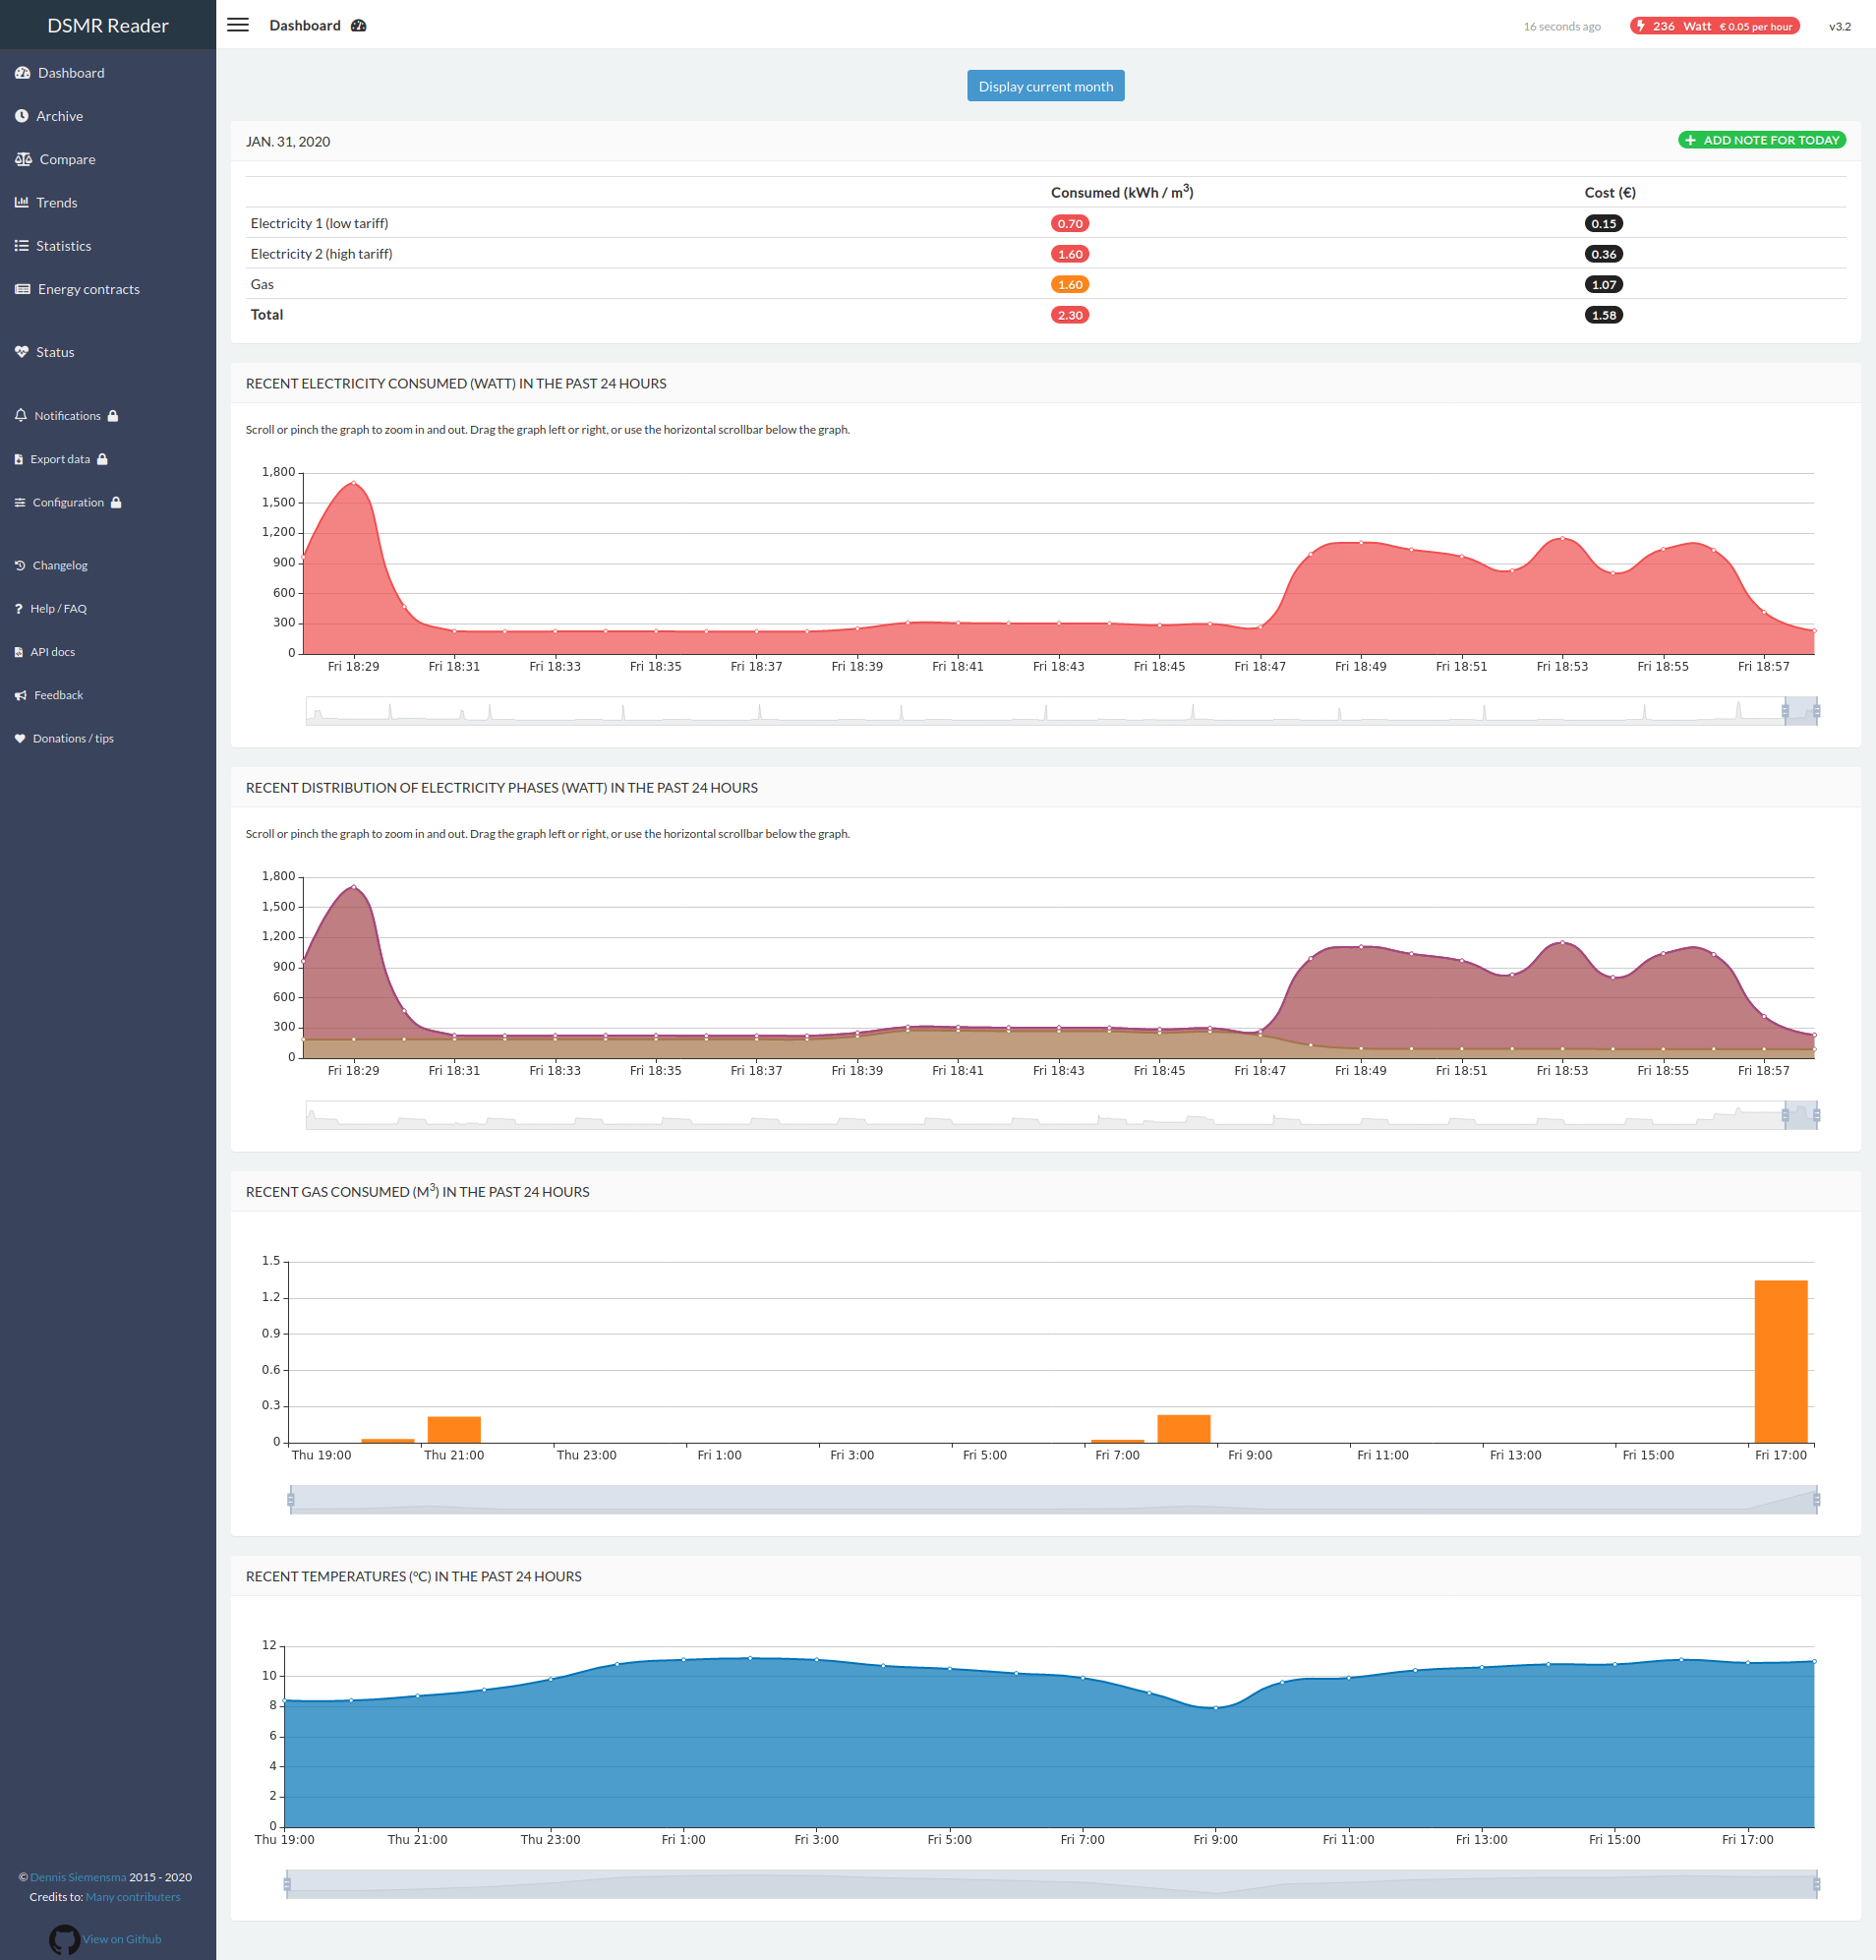 DSMR Reader
Dashboard
16 seconds ago
236 Watt € 0.05 per hour
v3.2
Dashboard
Archive
Compare
Trends
Statistics
Energy contracts
Status
Notifications
Export data
Configuration
Changelog
Help / FAQ
API docs
Feedback
Donations / tips
© Dennis Siemensma 2015 - 2020
Credits to: Many contributers
View on Github
Display current month
JAN. 31, 2020
ADD NOTE FOR TODAY
Consumed (kWh / m³) Cost (€)
Electricity 1 (low tariff) 0.70 0.15
Electricity 2 (high tariff) 1.60 0.36
Gas 1.60 1.07
Total 2.30 1.58
RECENT ELECTRICITY CONSUMED (WATT) IN THE PAST 24 HOURS
Scroll or pinch the graph to zoom in and out. Drag the graph left or right, or use the horizontal scrollbar below the graph.
1,800
1,500
1,200
900
600
300
0
Fri 18:29 Fri 18:31 Fri 18:33 Fri 18:35 Fri 18:37 Fri 18:39 Fri 18:41 Fri 18:43 Fri 18:45 Fri 18:47 Fri 18:49 Fri 18:51 Fri 18:53 Fri 18:55 Fri 18:57
RECENT DISTRIBUTION OF ELECTRICITY PHASES (WATT) IN THE PAST 24 HOURS
Scroll or pinch the graph to zoom in and out. Drag the graph left or right, or use the horizontal scrollbar below the graph.
1,800
1,500
1,200
900
600
300
0
Fri 18:29 Fri 18:31 Fri 18:33 Fri 18:35 Fri 18:37 Fri 18:39 Fri 18:41 Fri 18:43 Fri 18:45 Fri 18:47 Fri 18:49 Fri 18:51 Fri 18:53 Fri 18:55 Fri 18:57
RECENT GAS CONSUMED (M³) IN THE PAST 24 HOURS
1.5
1.2
0.9
0.6
0.3
0
Thu 19:00 Thu 21:00 Thu 23:00 Fri 1:00 Fri 3:00 Fri 5:00 Fri 7:00 Fri 9:00 Fri 11:00 Fri 13:00 Fri 15:00 Fri 17:00
RECENT TEMPERATURES (°C) IN THE PAST 24 HOURS
12
10
8
6
4
2
0
Thu 19:00 Thu 21:00 Thu 23:00 Fri 1:00 Fri 3:00 Fri 5:00 Fri 7:00 Fri 9:00 Fri 11:00 Fri 13:00 Fri 15:00 Fri 17:00